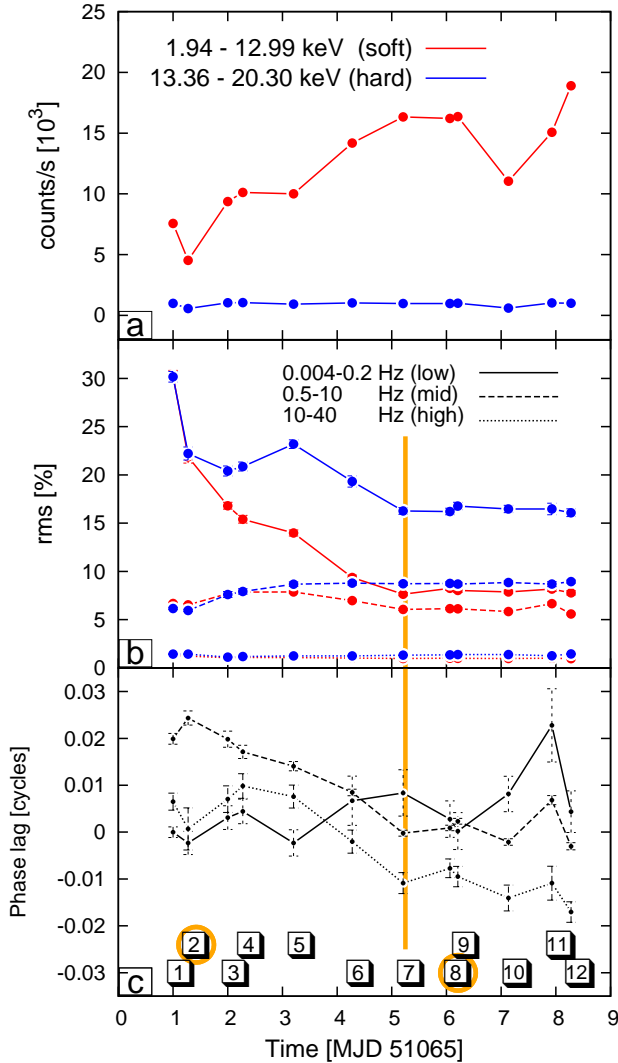 25
20
15
10
5
0
counts/s [10³]
1.94 - 12.99 keV (soft)
13.36 - 20.30 keV (hard)
a
30
25
20
15
10
5
0
rms [%]
0.004-0.2 Hz (low)
0.5-10 Hz (mid)
10-40 Hz (high)
b
0.03
0.02
0.01
0
-0.01
-0.02
-0.03
Phase lag [cycles]
2 4 5 9 11
1 3 6 7 8 10 12
c
0 1 2 3 4 5 6 7 8 9
Time [MJD 51065]